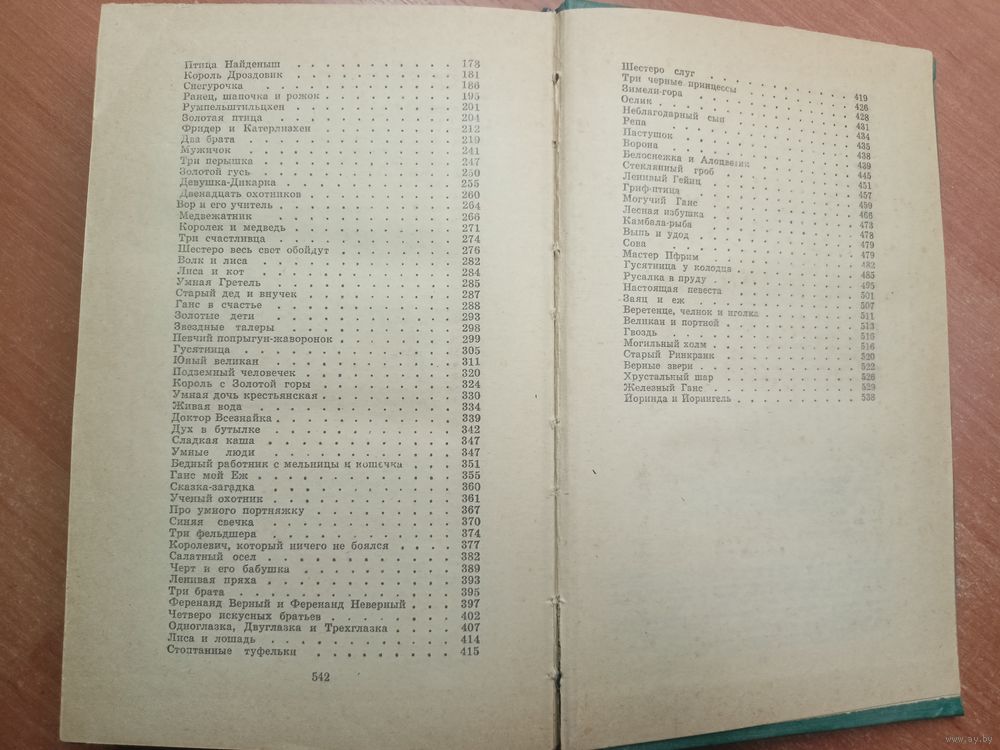 Птица Найденыш . . . . . . . . . . 178
Король Дроздовик . . . . . . . . . 181
Снегурочка . . . . . . . . . . 186
Ранец, шапочка и рожок . . . . . . . . 195
Румпельштильцхен . . . . . . . . . 201
Золотая птица . . . . . . . . . . 204
Фридер и Катерлизхен . . . . . . . . 212
Два брата . . . . . . . . . . 219
Мужичок . . . . . . . . . . 241
Три перышка . . . . . . . . . . 247
Золотой гусь . . . . . . . . . . 250
Девушка-Дикарка . . . . . . . . . 255
Двенадцать охотников . . . . . . . . 260
Вор и его учитель . . . . . . . . . 264
Медвежатник . . . . . . . . . 266
Королек и медведь . . . . . . . . . 271
Три счастливца . . . . . . . . . 274
Шестеро весь свет обойдут . . . . . . . 276
Волк и лиса . . . . . . . . . . 282
Лиса и кот . . . . . . . . . . 284
Умная Гретель . . . . . . . . . 285
Старый дед и внучек . . . . . . . . 287
Ганс в счастье . . . . . . . . . 288
Золотые дети . . . . . . . . . 293
Звездные талеры . . . . . . . . . 298
Певчий попрыгун-жаворонок . . . . . . . 299
Гусятница . . . . . . . . . . 305
Юный великан . . . . . . . . . 311
Подземный человечек . . . . . . . . 320
Король с Золотой горы . . . . . . . . 324
Умная дочь крестьянская . . . . . . . . 330
Живая вода . . . . . . . . . . 334
Доктор Всезнайка . . . . . . . . . 339
Дух в бутылке . . . . . . . . . 342
Сладкая каша . . . . . . . . . . 347
Умные люди . . . . . . . . . . 347
Бедный работник с мельницы и кошечка . . . 351
Ганс мой Еж . . . . . . . . . . 355
Сказка-загадка . . . . . . . . . 360
Ученый охотник . . . . . . . . . 361
Про умного портняжку . . . . . . . . 367
Синяя свечка . . . . . . . . . 370
Три фельдшера . . . . . . . . . 374
Королевич, который ничего не боялся . . . . 377
Салатный осел . . . . . . . . . 382
Черт и его бабушка . . . . . . . . 389
Ленивая пряха . . . . . . . . . 393
Три брата . . . . . . . . . . 395
Ференанд Верный и Ференанд Неверный . . . 397
Четверо искусных братьев . . . . . . . 402
Одноглазка, Двуглазка и Трехглазка . . . . 407
Лиса и лошадь . . . . . . . . . 414
Стоптанные туфельки . . . . . . . . 415
542
Шестеро слуг . . . . . . . . . 419
Три черные принцессы . . . . . . . 426
Зимели-гора . . . . . . . . . 428
Ослик . . . . . . . . . . 431
Неблагодарный сын . . . . . . . . 434
Репа . . . . . . . . . . 435
Пастушок . . . . . . . . . 438
Ворона . . . . . . . . . . 439
Белоснежка и Алоцветик . . . . . . . 445
Стеклянный гроб . . . . . . . . 451
Ленивый Гейнц . . . . . . . . . 457
Гриф-птица . . . . . . . . . 459
Могучий Ганс . . . . . . . . . 466
Лесная избушка . . . . . . . . . 473
Камбала-рыба . . . . . . . . . 478
Выпь и удод . . . . . . . . . 479
Сова . . . . . . . . . . 479
Мастер Пфрим . . . . . . . . . 482
Гусятница у колодца . . . . . . . . 485
Русалка в пруду . . . . . . . . . 495
Настоящая невеста . . . . . . . . 501
Заяц и еж . . . . . . . . . 507
Веретенце, челнок и иголка . . . . . . 511
Великан и портной . . . . . . . . 513
Гвоздь . . . . . . . . . . 515
Могильный холм . . . . . . . . . 516
Старый Ринкранк . . . . . . . . 520
Верные звери . . . . . . . . . 522
Хрустальный шар . . . . . . . . 526
Железный Ганс . . . . . . . . . 529
Йоринда и Йорингель . . . . . . . . 538
www.ay.by